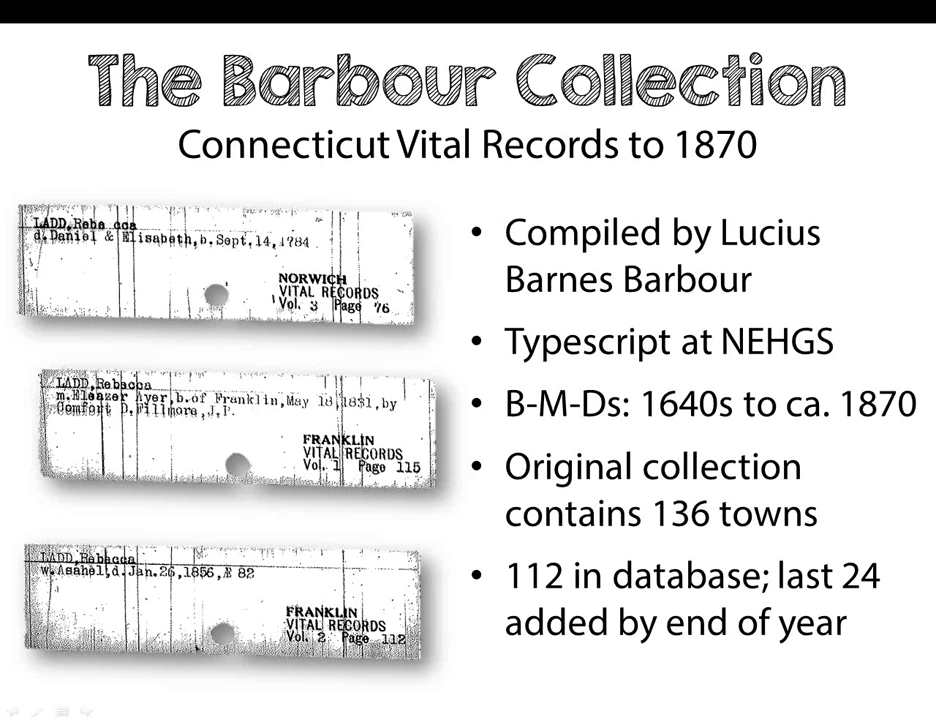 The Barbour Collection
Connecticut Vital Records to 1870
LADD, Rebe cca
d. Daniel & Elisabeth, b. Sept. 14, 1784
NORWICH
VITAL RECORDS
Vol. 3 Page 76
LADD, Rebecca
m. Eleazer Ayer, b. of Franklin, May 18, 1831, by
Comfort D. Fillmore, J.P.
FRANKLIN
VITAL RECORDS
Vol. 1 Page 115
LADD, Rebecca
w. Asahel, d. Jan. 26, 1856, Æ 82
FRANKLIN
VITAL RECORDS
Vol. 2 Page 112
• Compiled by Lucius
Barnes Barbour
• Typescript at NEHGS
• B-M-Ds: 1640s to ca. 1870
• Original collection
contains 136 towns
• 112 in database; last 24
added by end of year